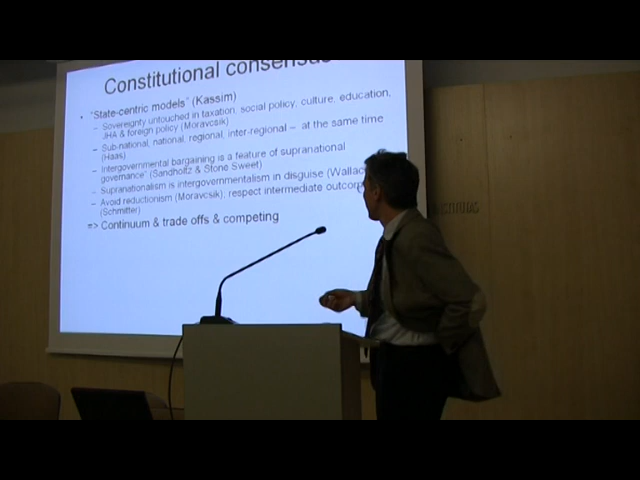 Constitutional consensus
• "State-centric models" (Kassim)
– Sovereignty untouched in taxation, social policy, culture, education,
JHA & foreign policy (Moravcsik)
– Sub-national, national, regional, inter-regional – at the same time
(Haas)
– Intergovernmental bargaining is a feature of supranational
governance" (Sandholtz & Stone Sweet)
– Supranationalism is intergovernmentalism in disguise (Wallac
– Avoid reductionism (Moravcsik); respect intermediate outcom
(Schmitter)
=> Continuum & trade offs & competing